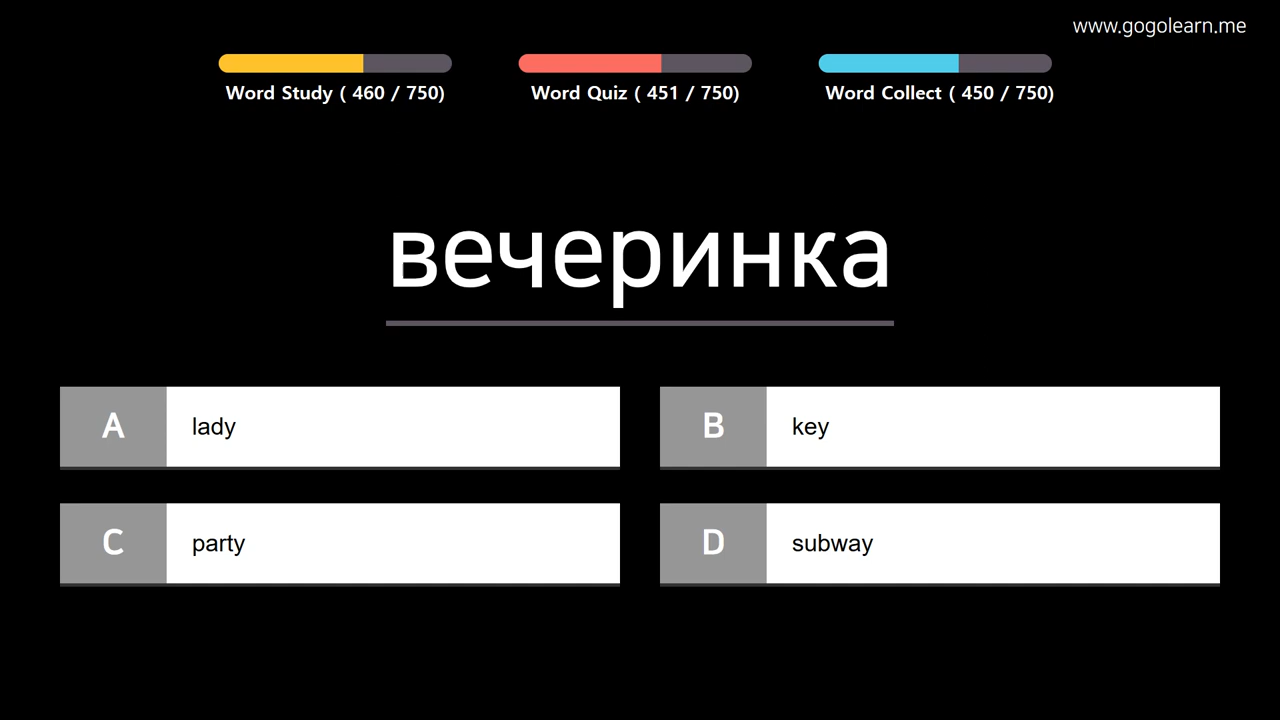 www.gogolearn.me
Word Study ( 460 / 750)
Word Quiz ( 451 / 750)
Word Collect ( 450 / 750)
вечеринка
A lady
B key
C party
D subway